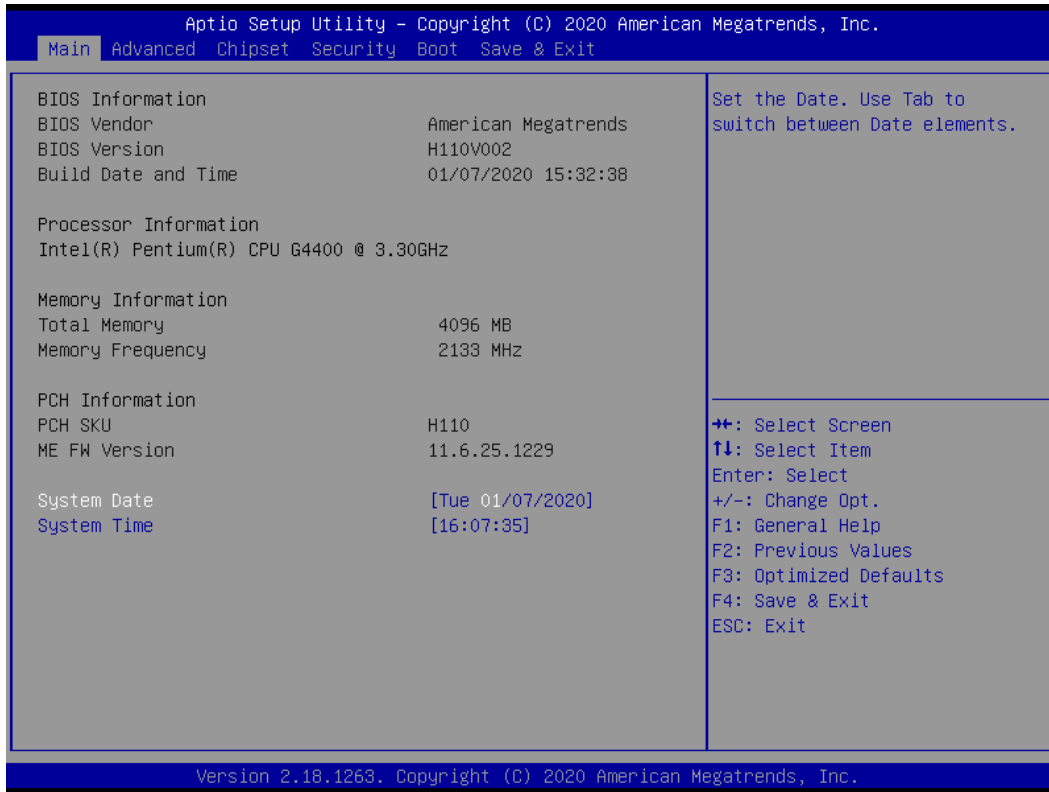 Aptio Setup Utility – Copyright (C) 2020 American Megatrends, Inc.
Main Advanced Chipset Security Boot Save & Exit
BIOS Information
BIOS Vendor American Megatrends
BIOS Version H110V002
Build Date and Time 01/07/2020 15:32:38
Processor Information
Intel(R) Pentium(R) CPU G4400 @ 3.30GHz
Memory Information
Total Memory 4096 MB
Memory Frequency 2133 MHz
PCH Information
PCH SKU H110
ME FW Version 11.6.25.1229
System Date [Tue 01/07/2020]
System Time [16:07:35]
Set the Date. Use Tab to
switch between Date elements.
→←: Select Screen
↑↓: Select Item
Enter: Select
+/-: Change Opt.
F1: General Help
F2: Previous Values
F3: Optimized Defaults
F4: Save & Exit
ESC: Exit
Version 2.18.1263. Copyright (C) 2020 American Megatrends, Inc.